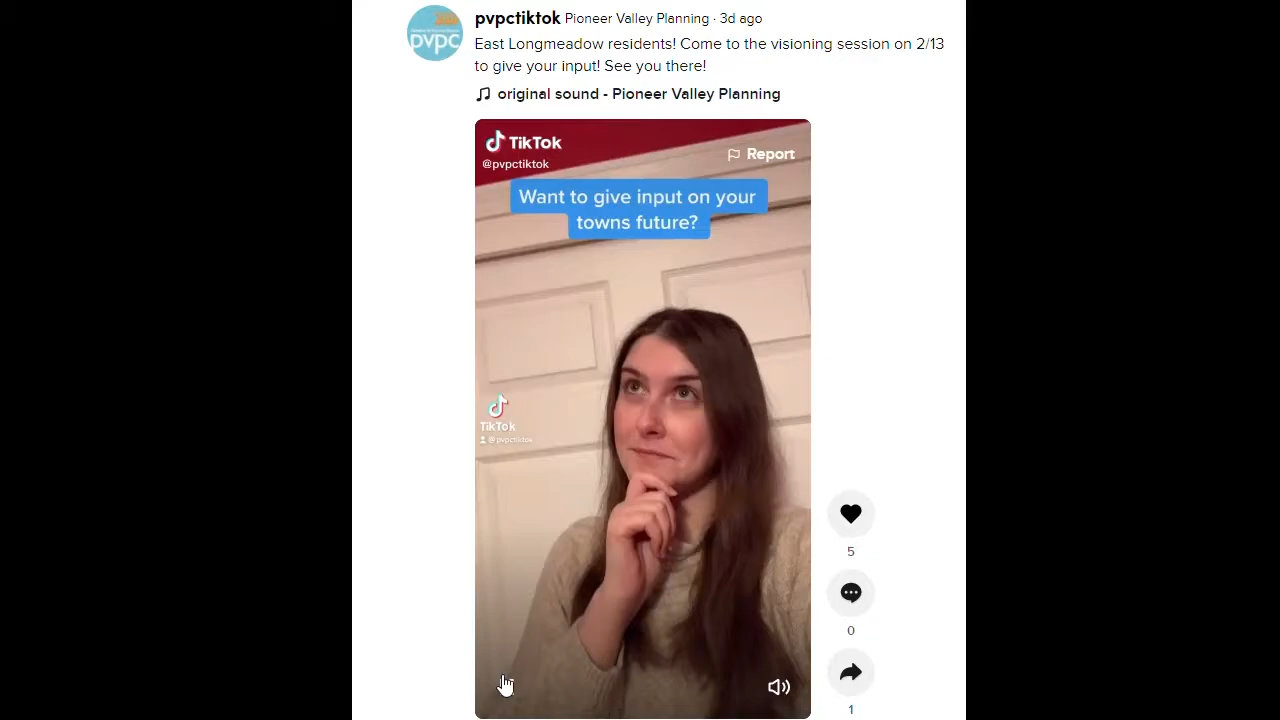 pvpc
pvpctiktok Pioneer Valley Planning · 3d ago
East Longmeadow residents! Come to the visioning session on 2/13
to give your input! See you there!
original sound - Pioneer Valley Planning
TikTok
@pvpctiktok
Report
Want to give input on your
towns future?
TikTok
@pvpctiktok
5
0
1